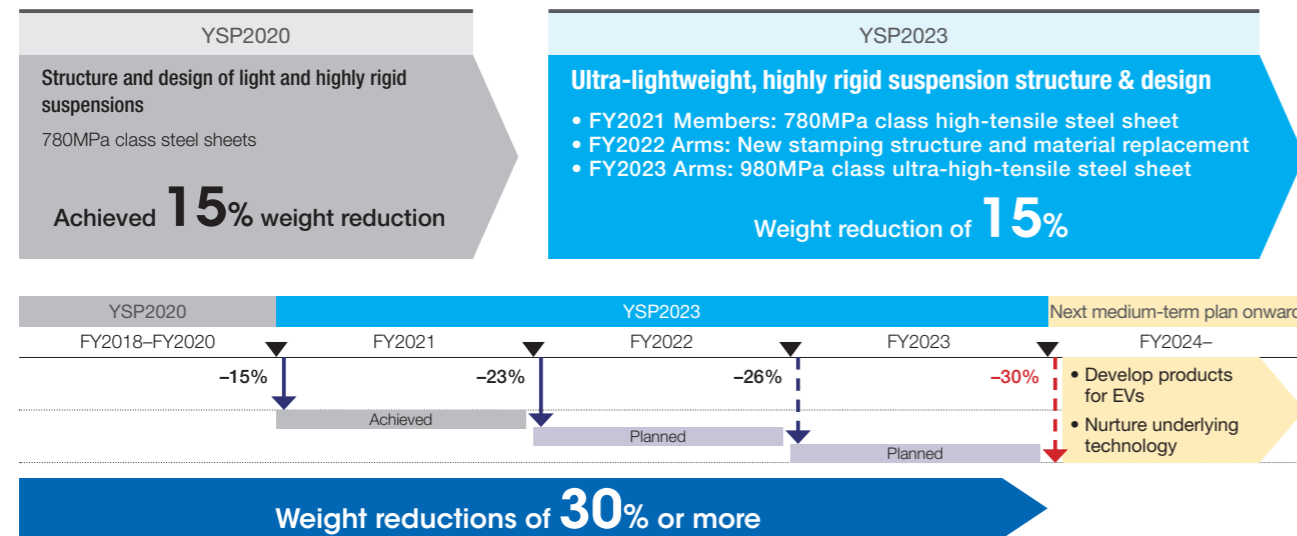 YSP2020
Structure and design of light and highly rigid
suspensions
780MPa class steel sheets
Achieved 15% weight reduction
YSP2023
Ultra-lightweight, highly rigid suspension structure & design
• FY2021 Members: 780MPa class high-tensile steel sheet
• FY2022 Arms: New stamping structure and material replacement
• FY2023 Arms: 980MPa class ultra-high-tensile steel sheet
Weight reduction of 15%
YSP2020
YSP2023
Next medium-term plan onward
FY2018–FY2020
FY2021
FY2022
FY2023
FY2024–
–15%
–23%
–26%
–30%
Achieved
Planned
Planned
• Develop products
for EVs
• Nurture underlying
technology
Weight reductions of 30% or more